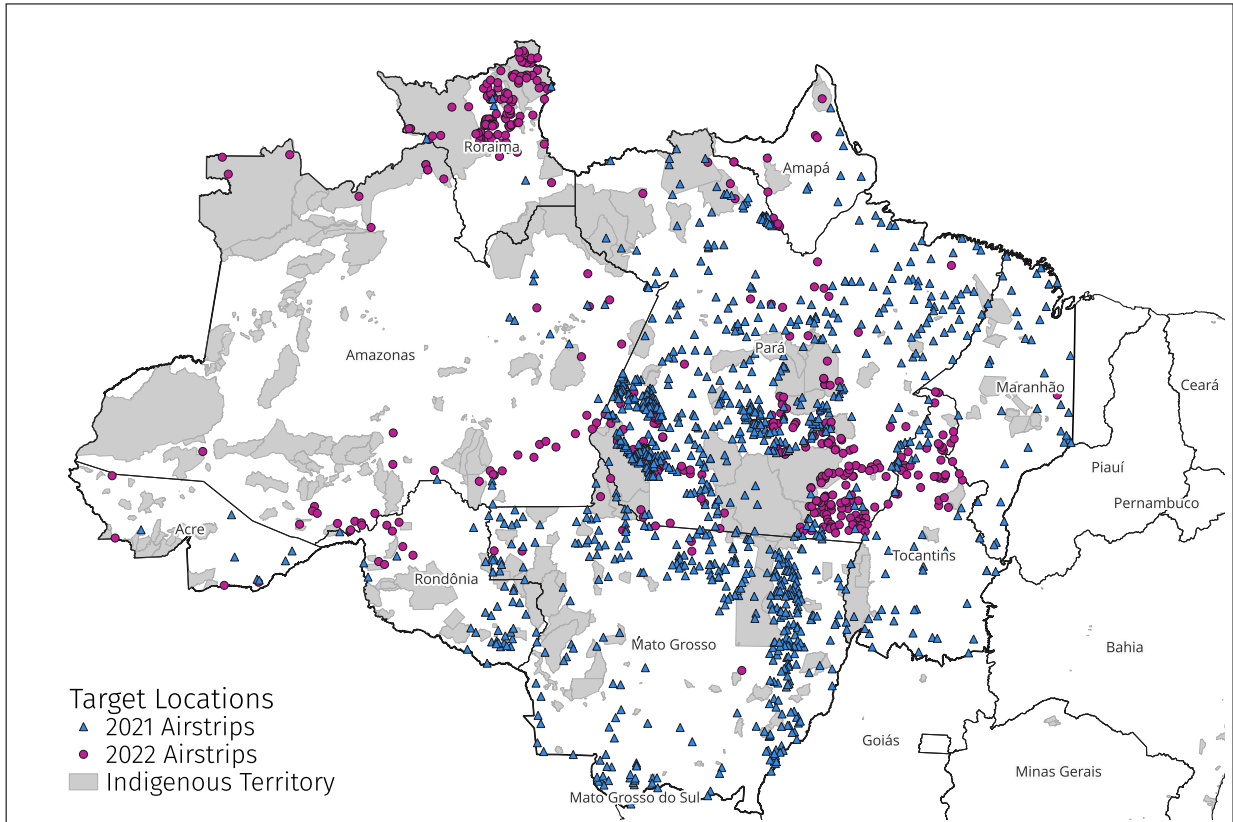 Roraima
Amapá
Amazonas
Pará
Maranhão
Ceará
Piauí
Pernambuco
Acre
Rondônia
Tocantins
Mato Grosso
Bahia
Goiás
Minas Gerais
Mato Grosso do Sul
Target Locations
2021 Airstrips
2022 Airstrips
Indigenous Territory